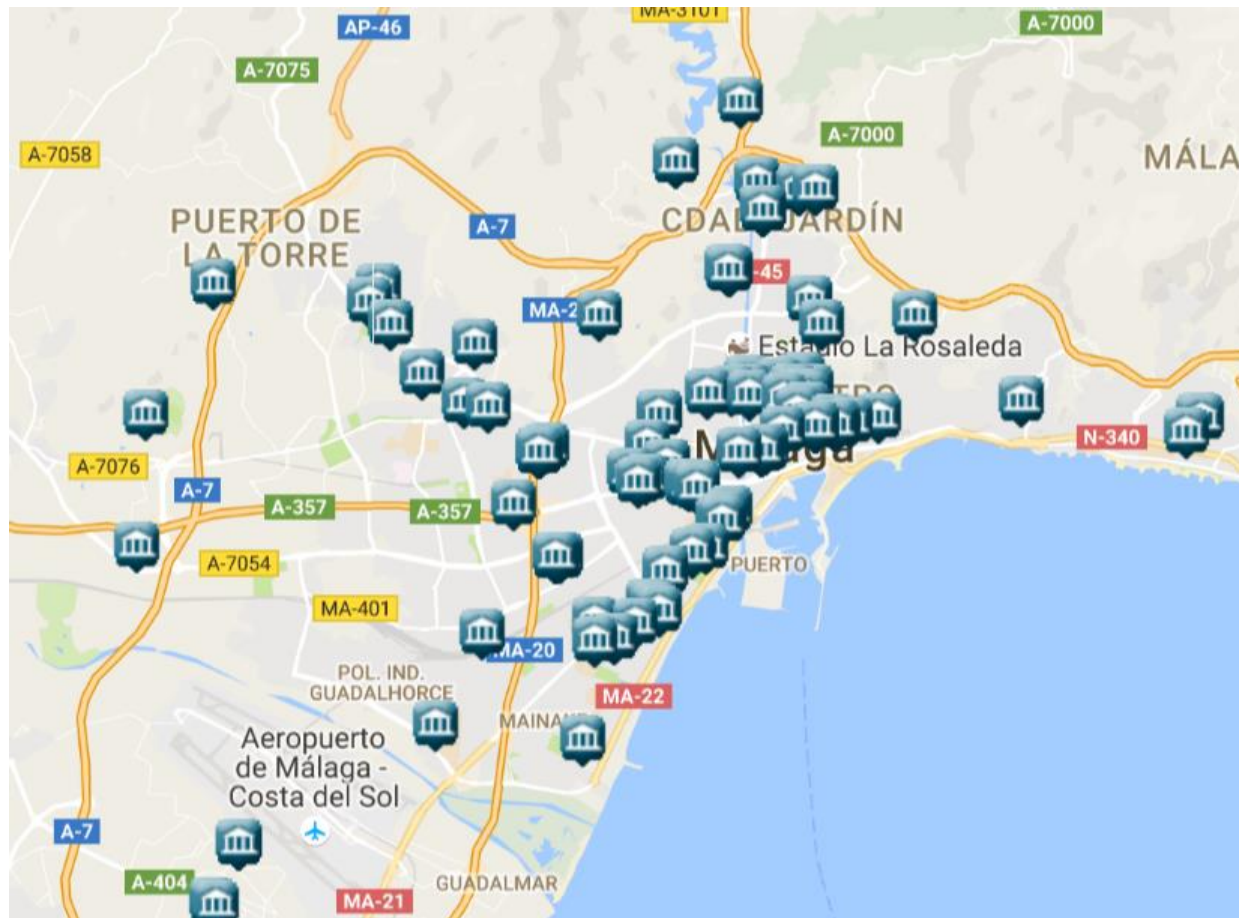 MA-3101
AP-46
A-7000
A-7075
A-7000
A-7058
MÁLA
PUERTO DE
LA TORRE
CDAD JARDÍN
A-7
-45
MA-2
Estadio La Rosaleda
TRO
N-340
A-7076
A-7
A-357
A-357
A-7054
PUERTO
MA-401
MA-20
POL. IND.
GUADALHORCE
MA-22
MAINA
Aeropuerto
de Málaga -
Costa del Sol
A-7
A-404
GUADALMAR
MA-21